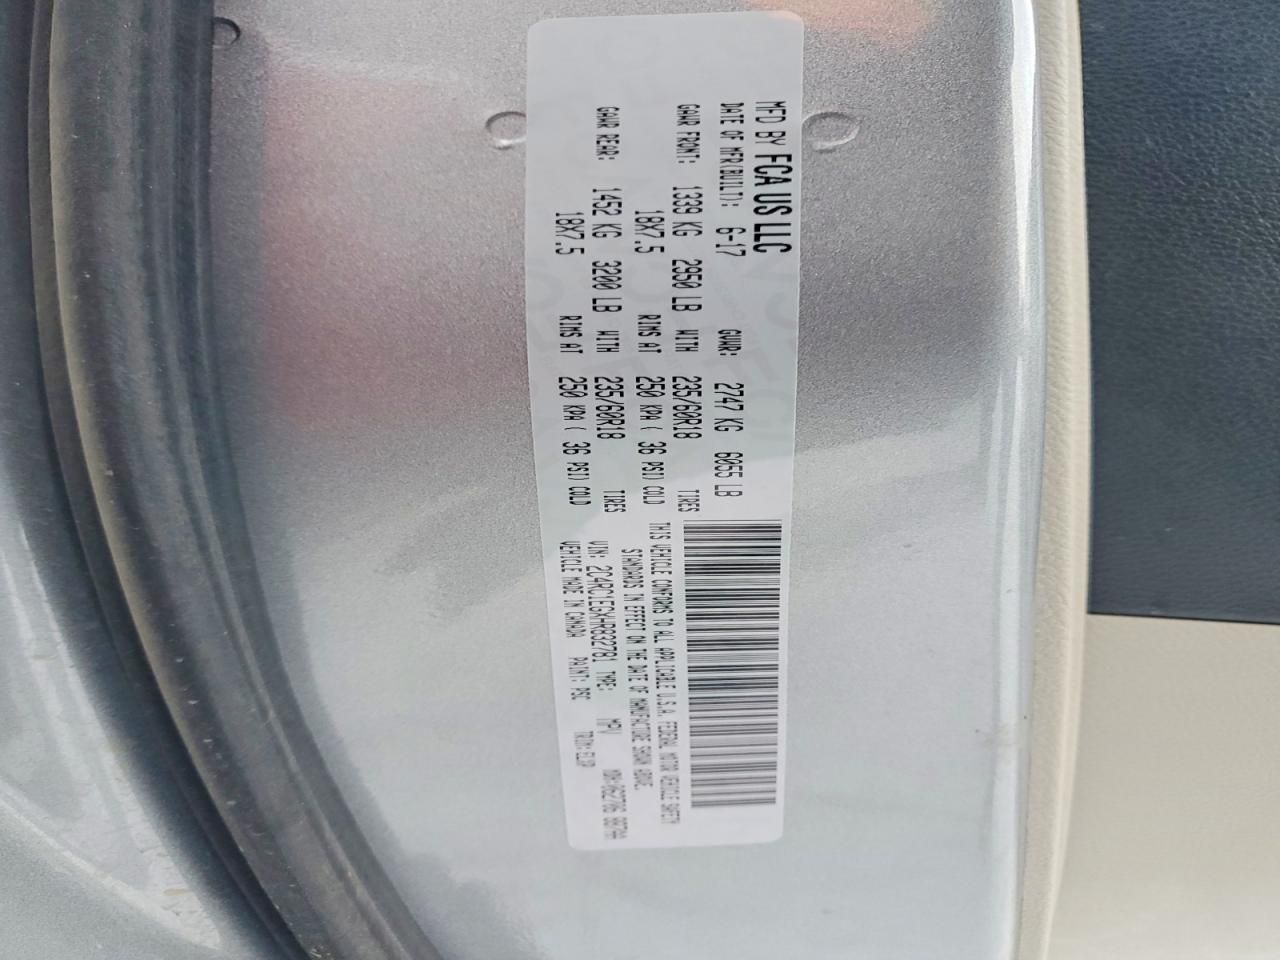 MFD BY FCA US LLC
DATE OF MFR(BUILT): 6-17 GVWR: 2747 KG 6055 LB
GAWR FRONT: 1339 KG 2950 LB WITH 235/60R18 TIRES
18X7.5 RIMS AT 250 KPA ( 36 PSI) COLD
GAWR REAR: 1452 KG 3200 LB WITH 235/60R18 TIRES
18X7.5 RIMS AT 250 KPA ( 36 PSI) COLD
THIS VEHICLE CONFORMS TO ALL APPLICABLE U.S.A. FEDERAL MOTOR VEHICLE SAFETY
STANDARDS IN EFFECT ON THE DATE OF MANUFACTURE SHOWN ABOVE.
VIN: 2C4RC1EGXHR832781 TYPE: MPV
VEHICLE MADE IN CANADA PAINT: PSC